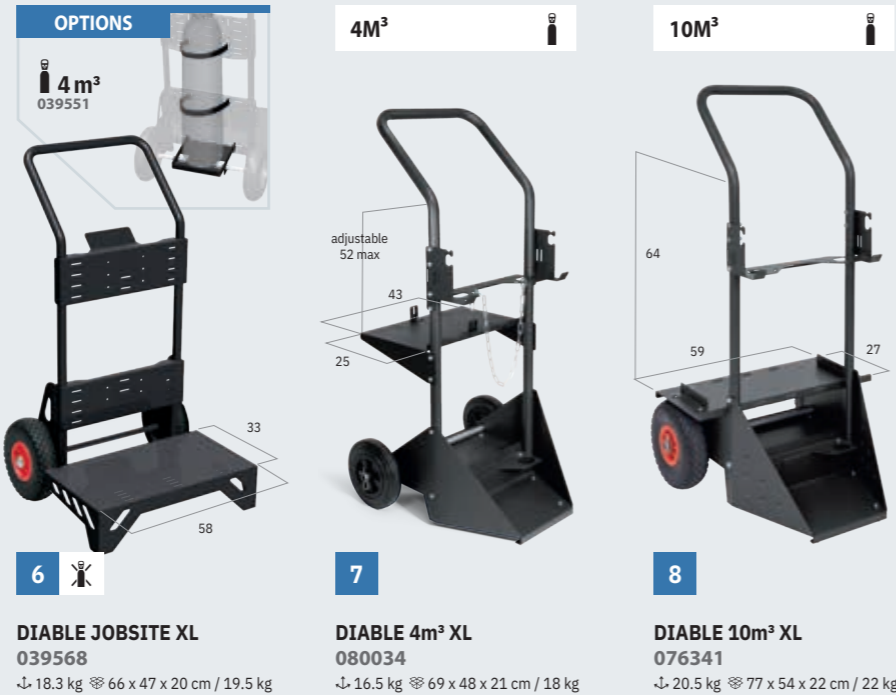 OPTIONS
4 m³
039551
33
58
6
DIABLE JOBSITE XL
039568
18.3 kg 66 x 47 x 20 cm / 19.5 kg
4M³
adjustable
52 max
43
25
7
DIABLE 4m³ XL
080034
16.5 kg 69 x 48 x 21 cm / 18 kg
10M³
64
59
27
8
DIABLE 10m³ XL
076341
20.5 kg 77 x 54 x 22 cm / 22 kg